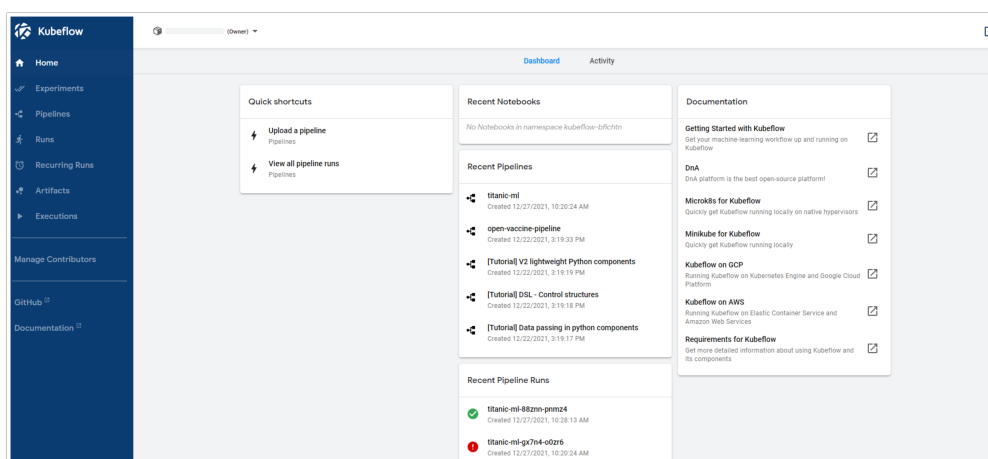 Kubeflow
(Owner)
Home
Experiments
Pipelines
Runs
Recurring Runs
Artifacts
Executions
Manage Contributors
GitHub
Documentation
Dashboard
Activity
Quick shortcuts
Upload a pipeline
Pipelines
View all pipeline runs
Pipelines
Recent Notebooks
No Notebooks in namespace kubeflow-bfichtn
Recent Pipelines
titanic-ml
Created 12/27/2021, 10:20:24 AM
open-vaccine-pipeline
Created 12/22/2021, 3:19:33 PM
[Tutorial] V2 lightweight Python components
Created 12/22/2021, 3:19:19 PM
[Tutorial] DSL - Control structures
Created 12/22/2021, 3:19:18 PM
[Tutorial] Data passing in python components
Created 12/22/2021, 3:19:17 PM
Recent Pipeline Runs
titanic-ml-88znn-pnmz4
Created 12/27/2021, 10:28:13 AM
titanic-ml-gx7n4-o0zr6
Created 12/27/2021, 10:20:24 AM
Documentation
Getting Started with Kubeflow
Get your machine-learning workflow up and running on
Kubeflow
DnA
DnA platform is the best open-source platform!
Microk8s for Kubeflow
Quickly get Kubeflow running locally on native hypervisors
Minikube for Kubeflow
Quickly get Kubeflow running locally
Kubeflow on GCP
Running Kubeflow on Kubernetes Engine and Google Cloud
Platform
Kubeflow on AWS
Running Kubeflow on Elastic Container Service and
Amazon Web Services
Requirements for Kubeflow
Get more detailed information about using Kubeflow and
its components